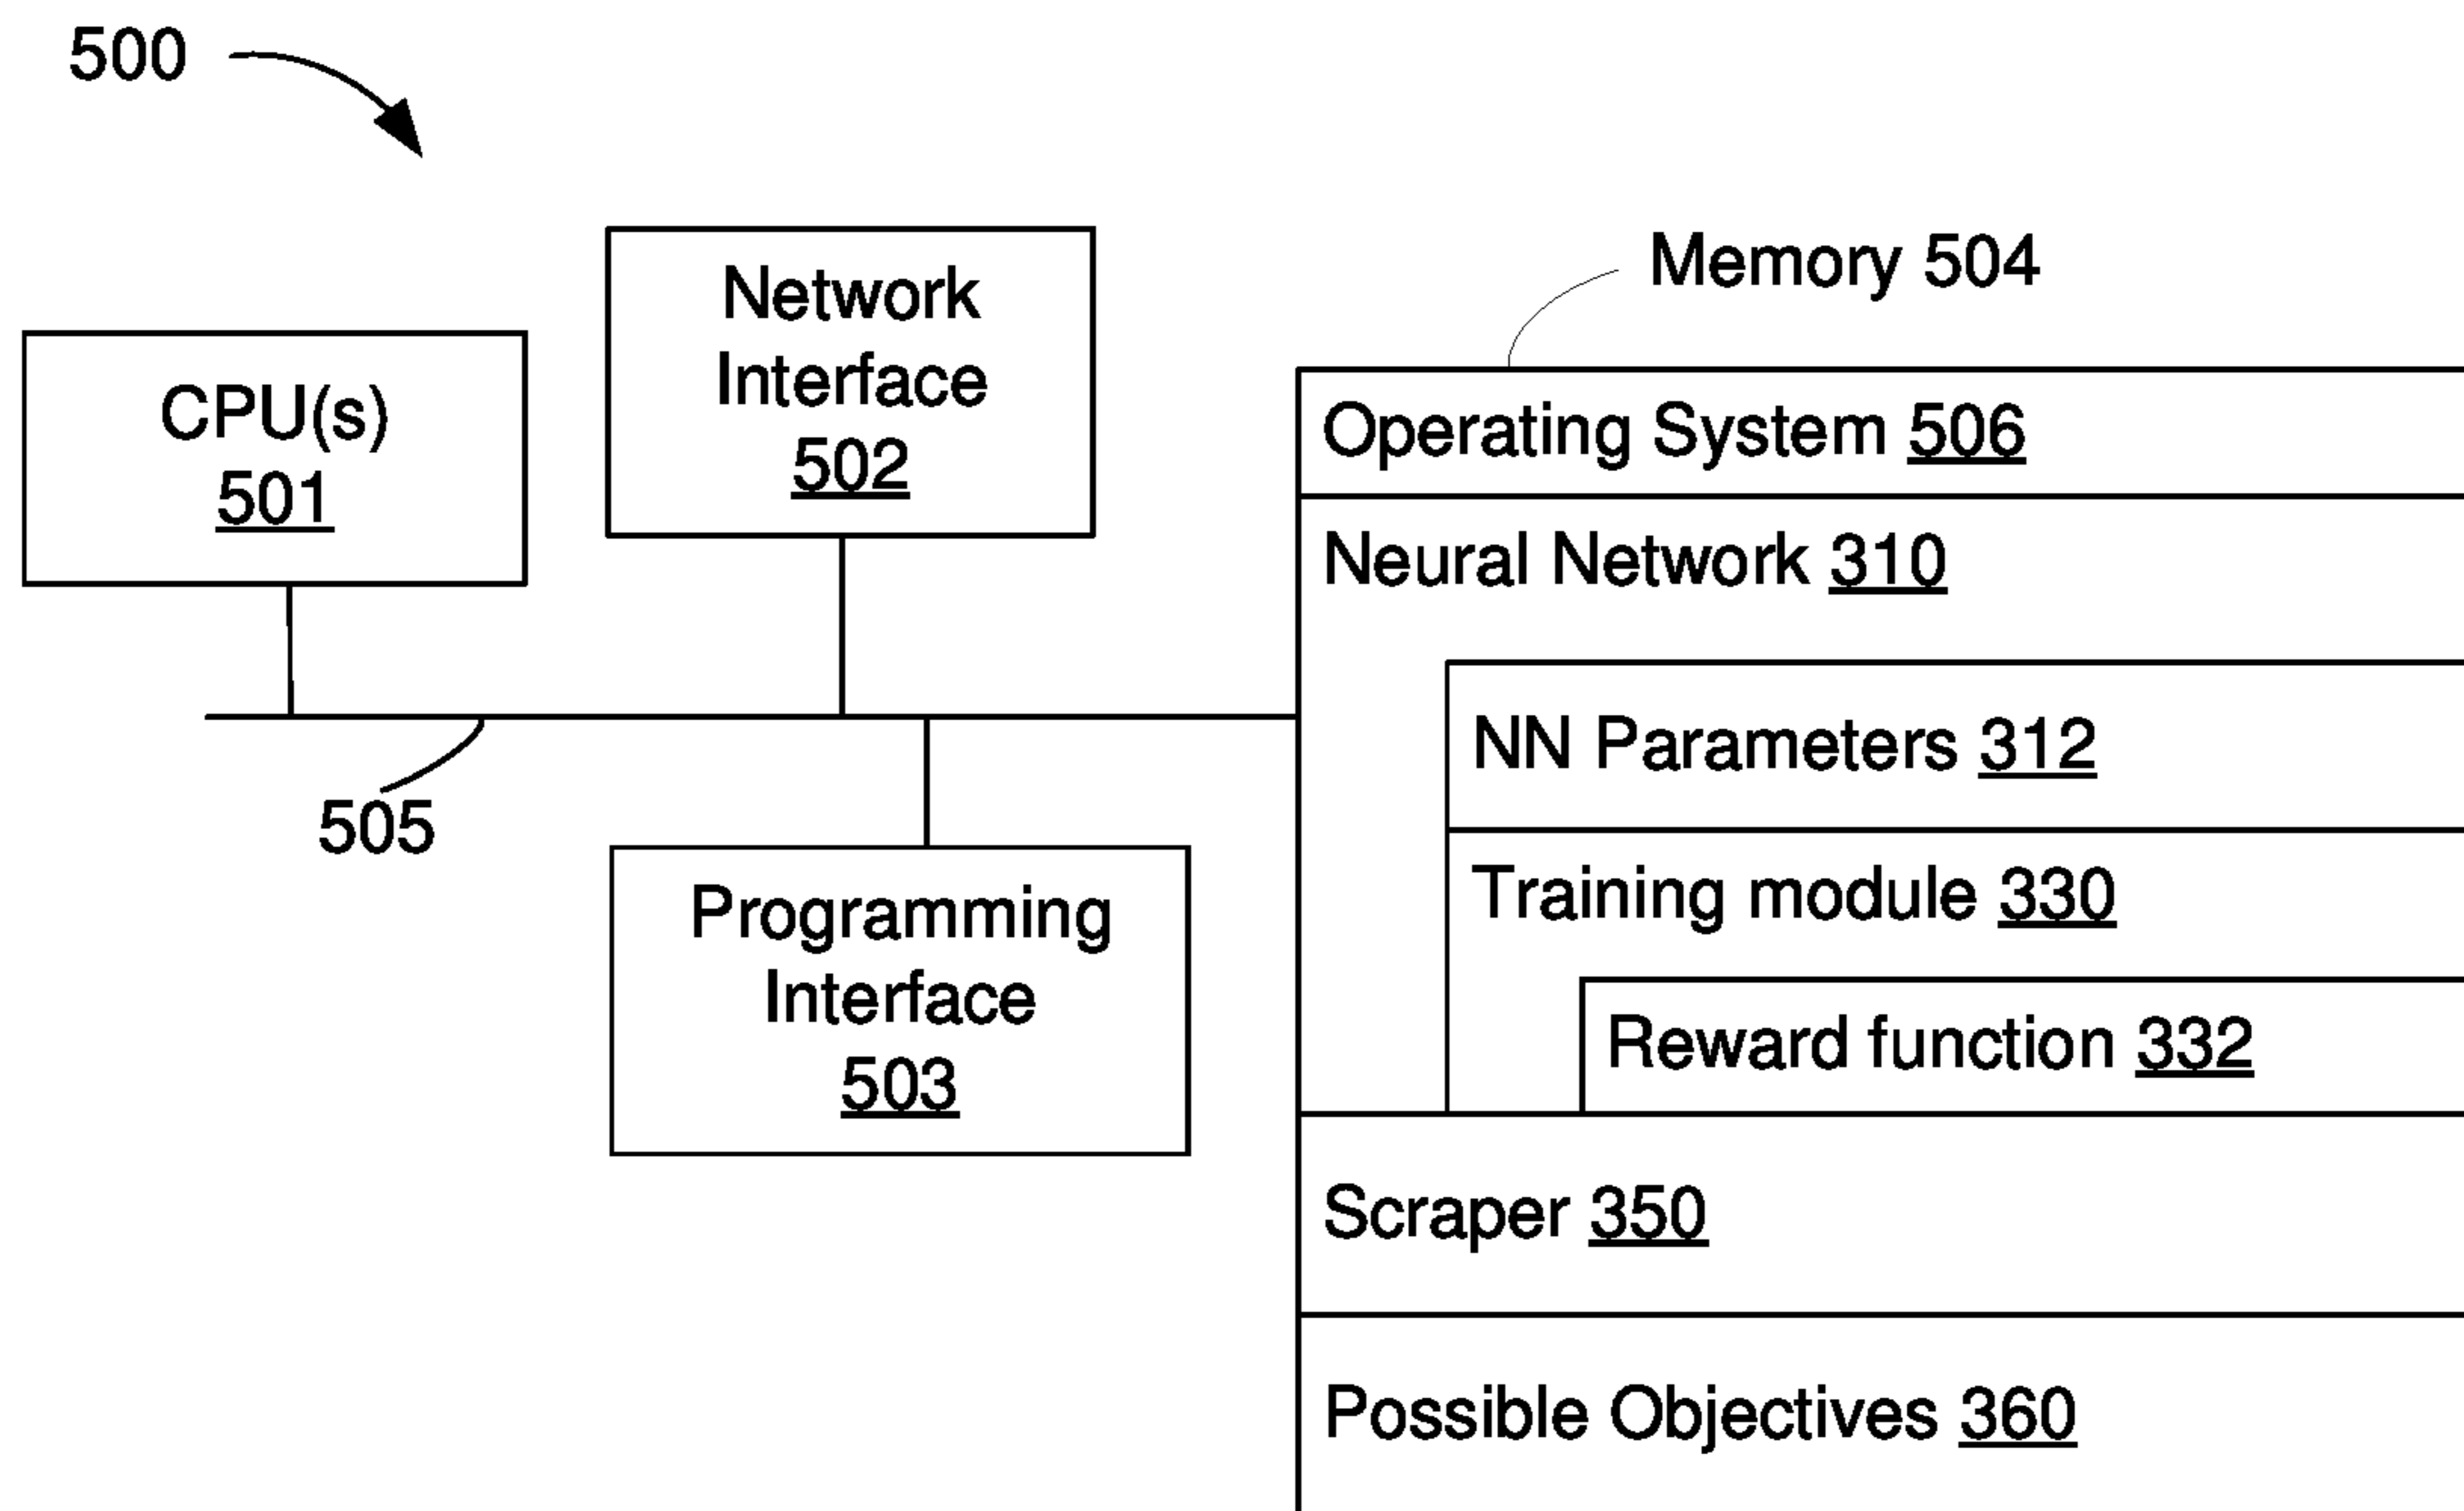 500
CPU(s)
501
Network
Interface
502
505
Programming
Interface
503
Memory 504
Operating System 506
Neural Network 310
NN Parameters 312
Training module 330
Reward function 332
Scraper 350
Possible Objectives 360